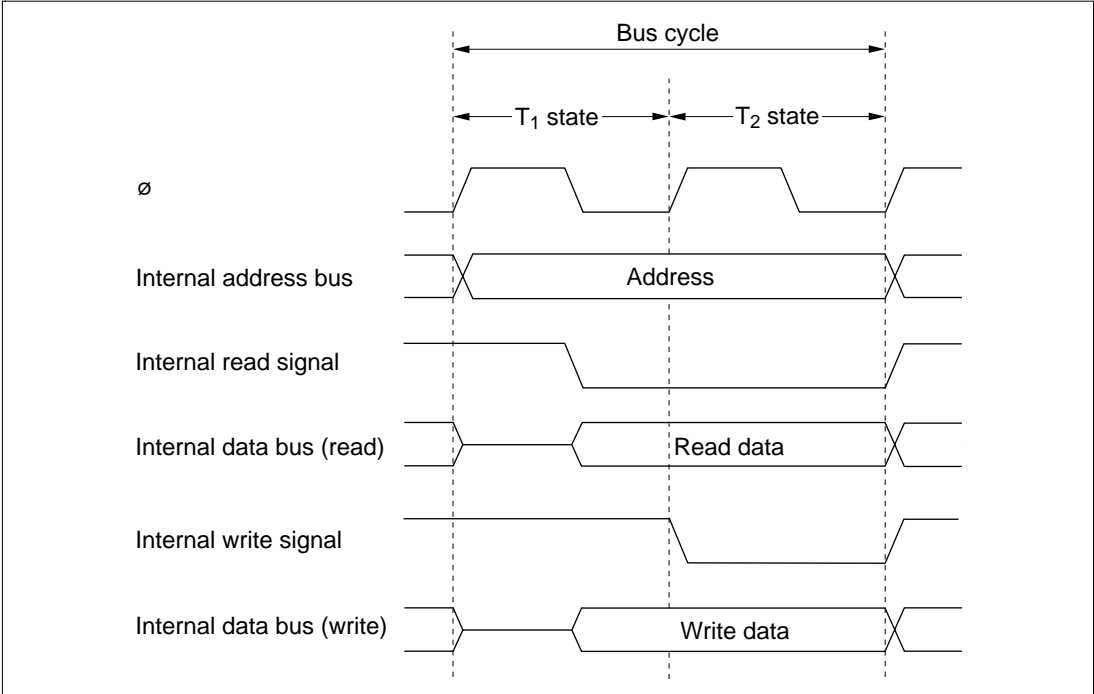 Bus cycle
T₁ state
T₂ state
ø
Internal address bus
Address
Internal read signal
Internal data bus (read)
Read data
Internal write signal
Internal data bus (write)
Write data